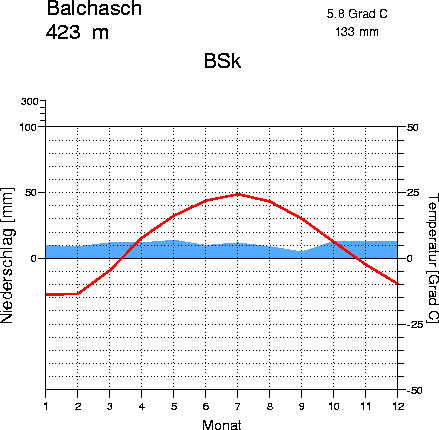 Balchasch
423 m
5.8 Grad C
133 mm
BSk
300
100
50
0
Niederschlag [mm]
50
25
0
-25
-50
Temperatur [Grad C]
1 2 3 4 5 6 7 8 9 10 11 12
Monat